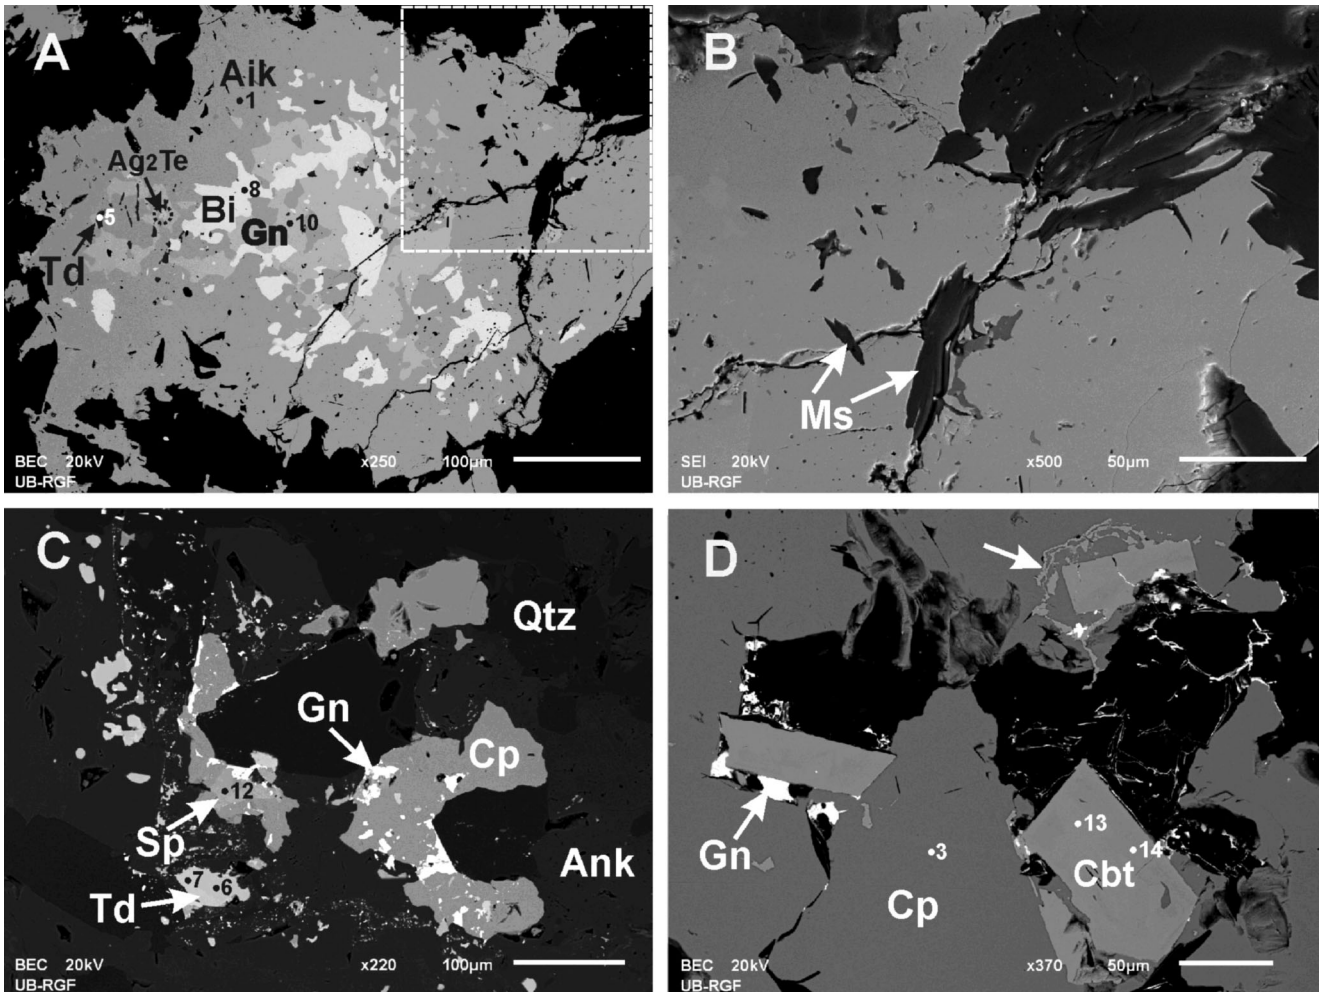 A
Aik
1
Ag2Te
8
5
Bi
Gn 10
Td
BEC 20kV x250 100µm
UB-RGF
B
Ms
SEI 20kV x500 50µm
UB-RGF
C
Qtz
Gn
Cp
12
Sp
Ank
7 6
Td
BEC 20kV x220 100µm
UB-RGF
D
13
Gn 3 14
Cbt
Cp
BEC 20kV x370 50µm
UB-RGF